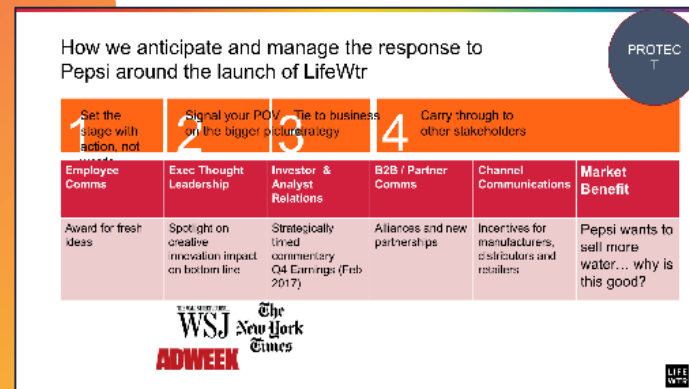 How we anticipate and manage the response to
Pepsi around the launch of LifeWtr
PROTEC
T
1
Set the
stage with
action, not
words
2
Signal your POV
on the bigger picture
3
Tie to business
strategy
4
Carry through to
other stakeholders
Employee
Comms
Exec Thought
Leadership
Investor &
Analyst
Relations
B2B / Partner
Comms
Channel
Communications
Market
Benefit
Award for fresh
ideas
Spotlight on
creative
innovation impact
on bottom line
Strategically
timed
commentary
Q4 Earnings (Feb
2017)
Alliances and new
partnerships
Incentives for
manufacturers,
distributors and
retailers
Pepsi wants to
sell more
water... why is
this good?
THE WALL STREET JOURNAL
WSJ
The
New York
Times
ADWEEK
LIFE
WTR